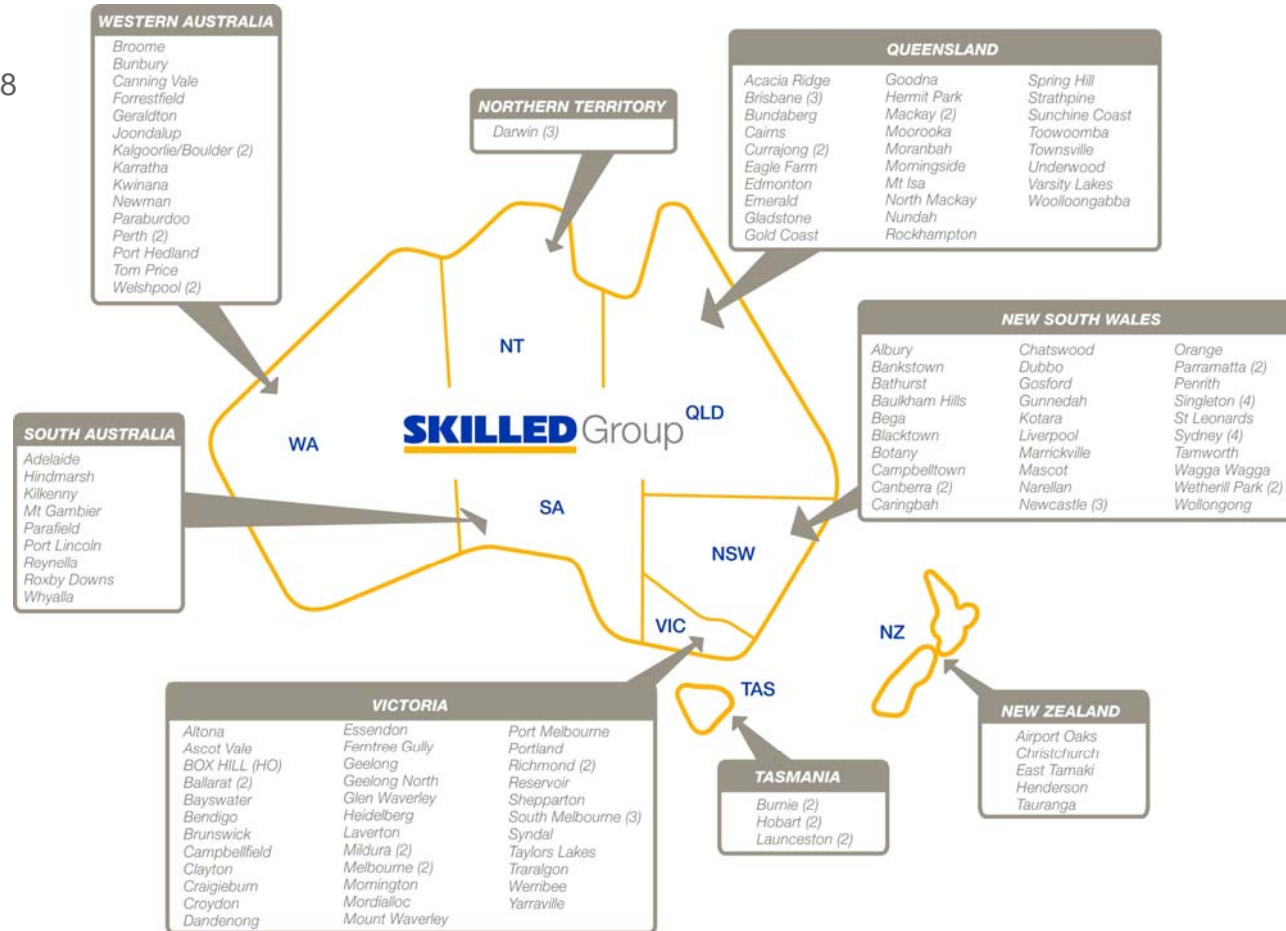 8
WESTERN AUSTRALIA
Broome
Bunbury
Canning Vale
Forrestfield
Geraldton
Joondalup
Kalgoorlie/Boulder (2)
Karratha
Kwinana
Newman
Paraburdoo
Perth (2)
Port Hedland
Tom Price
Welshpool (2)
NORTHERN TERRITORY
Darwin (3)
QUEENSLAND
Acacia Ridge
Brisbane (3)
Bundaberg
Cairns
Currajong (2)
Eagle Farm
Edmonton
Emerald
Gladstone
Gold Coast
Goodna
Hermit Park
Mackay (2)
Moorooka
Moranbah
Morningside
Mt Isa
North Mackay
Nundah
Rockhampton
Spring Hill
Strathpine
Sunchine Coast
Toowoomba
Townsville
Underwood
Varsity Lakes
Woolloongabba
NEW SOUTH WALES
Albury
Bankstown
Bathurst
Baulkham Hills
Bega
Blacktown
Botany
Campbelltown
Canberra (2)
Caringbah
Chatswood
Dubbo
Gosford
Gunnedah
Kotara
Liverpool
Marrickville
Mascot
Narellan
Newcastle (3)
Orange
Parramatta (2)
Penrith
Singleton (4)
St Leonards
Sydney (4)
Tamworth
Wagga Wagga
Wetherill Park (2)
Wollongong
NT
QLD
WA
SKILLED Group
SA
NSW
VIC
TAS
NZ
SOUTH AUSTRALIA
Adelaide
Hindmarsh
Kilkenny
Mt Gambier
Parafield
Port Lincoln
Reynella
Roxby Downs
Whyalla
VICTORIA
Altona
Ascot Vale
BOX HILL (HO)
Ballarat (2)
Bayswater
Bendigo
Brunswick
Campbellfield
Clayton
Craigieburn
Croydon
Dandenong
Essendon
Ferntree Gully
Geelong
Geelong North
Glen Waverley
Heidelberg
Laverton
Mildura (2)
Melbourne (2)
Mornington
Mordialloc
Mount Waverley
Port Melbourne
Portland
Richmond (2)
Reservoir
Shepparton
South Melbourne (3)
Syndal
Taylors Lakes
Traralgon
Werribee
Yarraville
TASMANIA
Burnie (2)
Hobart (2)
Launceston (2)
NEW ZEALAND
Airport Oaks
Christchurch
East Tamaki
Henderson
Tauranga